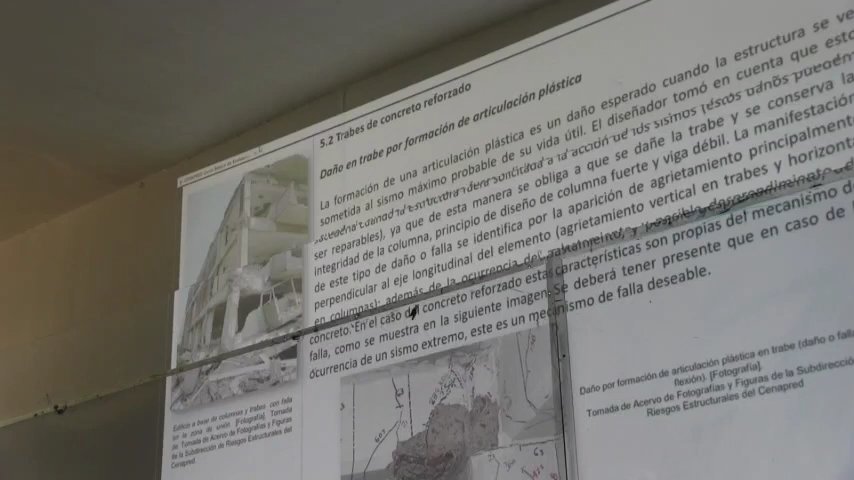 5.2 Trabes de concreto reforzado
Daño en trabe por formación de articulación plástica
La formación de una articulación plástica es un daño esperado cuando la estructura se ve
sometida al sismo máximo probable de su vida útil. El diseñador tomó en cuenta que esto
ser reparables), ya que de esta manera se obliga a que se dañe la trabe y se conserva la
integridad de la columna, principio de diseño de columna fuerte y viga débil. La manifestación
de este tipo de daño o falla se identifica por la aparición de agrietamiento principalmente
perpendicular al eje longitudinal del elemento (agrietamiento vertical en trabes y horizontal
en columnas); además de la ocurrencia del
concreto. En el caso del concreto reforzado estas características son propias del mecanismo de
falla, como se muestra en la siguiente imagen. Se deberá tener presente que en caso de
ocurrencia de un sismo extremo, este es un mecanismo de falla deseable.
Edificio a base de columnas y trabes con falla
en la zona de unión. [Fotografía]. Tomada
de Tomada de Acervo de Fotografías y Figuras
de la Subdirección de Riesgos Estructurales del
Cenapred.
Daño por formación de articulación plástica en trabe (daño o falla
flexión). [Fotografía].
Tomada de Acervo de Fotografías y Figuras de la Subdirección
Riesgos Estructurales del Cenapred